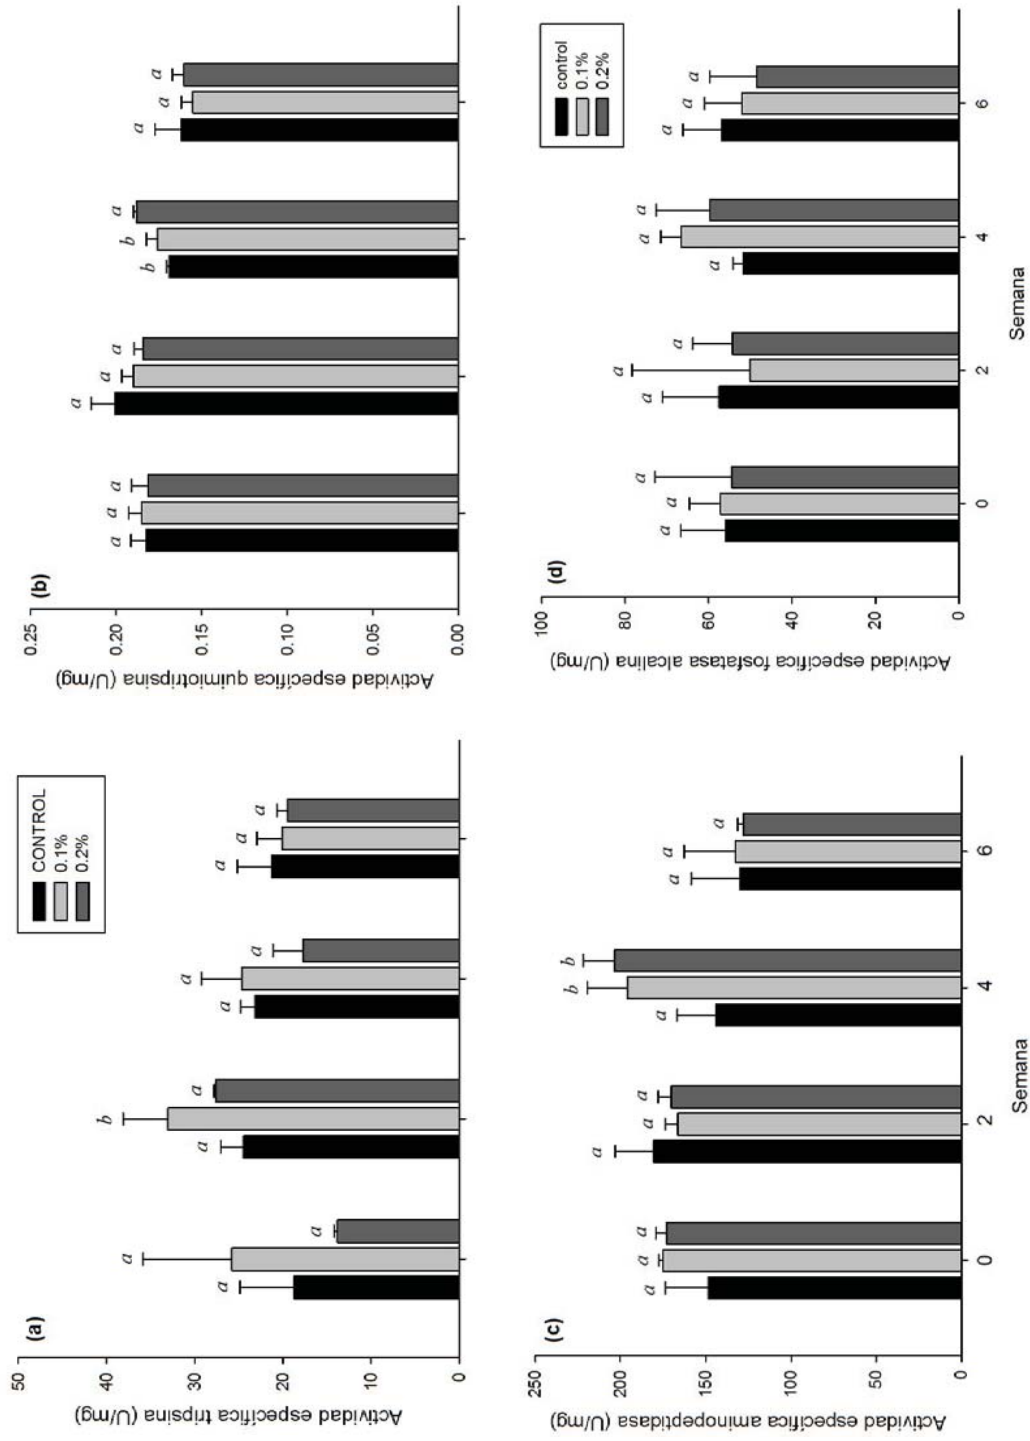 (a)
CONTROL
0.1%
0.2%
Actividad específica tripsina (U/mg)
50
40
30
20
10
0
a a a
a b a
a a a
a a a
(b)
Actividad específica quimiotripsina (U/mg)
0.25
0.20
0.15
0.10
0.05
0.00
a a a
a a a
b b a
a a a
(c)
Actividad específica aminopeptidasa (U/mg)
250
200
150
100
50
0
a a a
a a a
a b b
a a a
0 2 4 6
Semana
(d)
control
0.1%
0.2%
Actividad específica fosfatasa alcalina (U/mg)
100
80
60
40
20
0
a a a
a a a
a a a
a a a
0 2 4 6
Semana